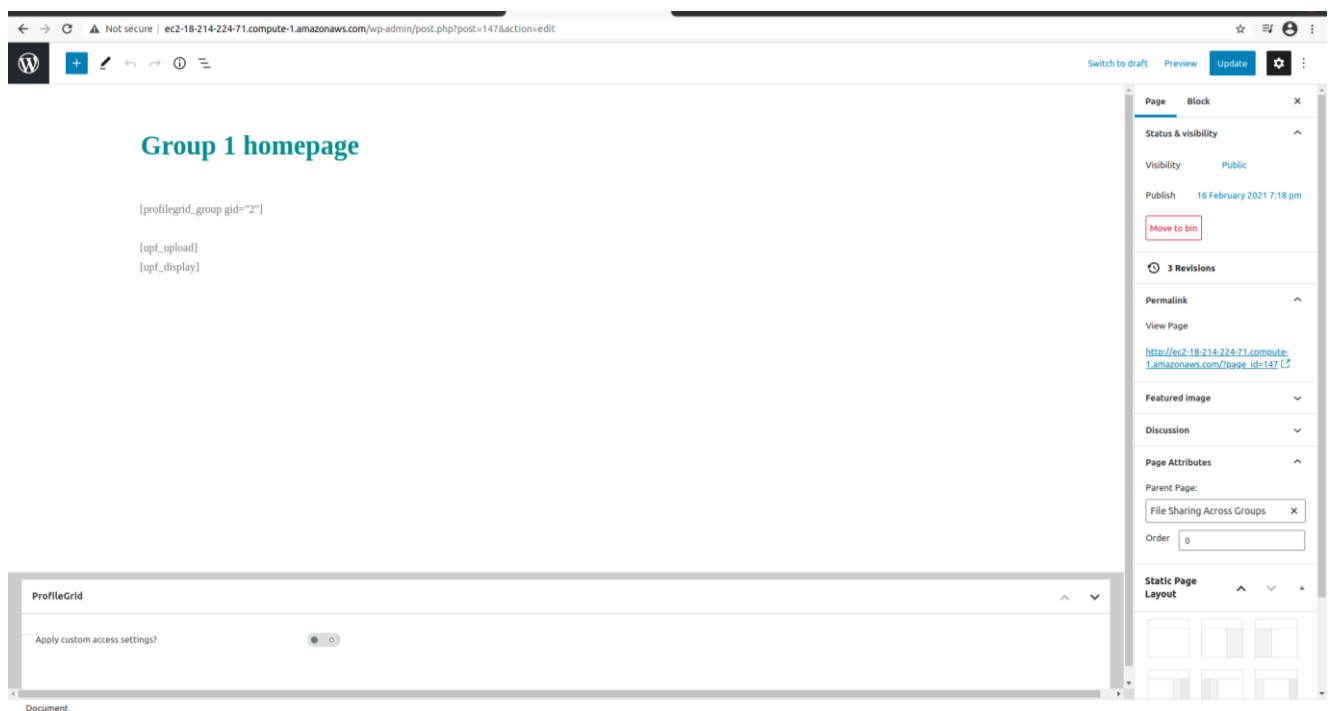 Not secure | ec2-18-214-224-71.compute-1.amazonaws.com/wp-admin/post.php?post=147&action=edit
Switch to draft Preview Update
Page Block
Group 1 homepage
Status & visibility
Visibility Public
Publish 16 February 2021 7:18 pm
[profilegrid_group gid="2"]
Move to bin
[upf_upload]
[upf_display]
3 Revisions
Permalink
View Page
http://ec2-18-214-224-71.compute-
1.amazonaws.com/?page_id=147
Featured image
Discussion
Page Attributes
Parent Page:
File Sharing Across Groups
Order 0
Static Page
Layout
ProfileGrid
Apply custom access settings?
Document